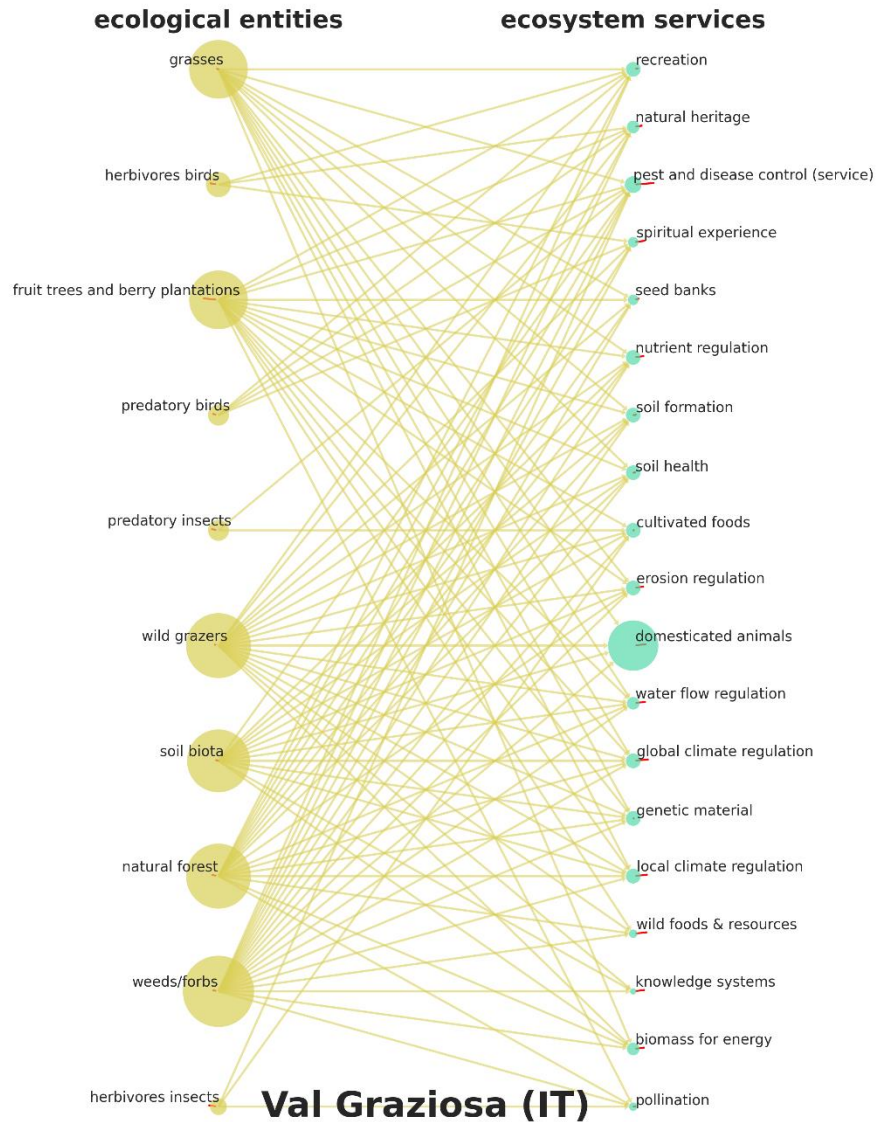 ecological entities
ecosystem services
grasses
herbivores birds
fruit trees and berry plantations
predatory birds
predatory insects
wild grazers
soil biota
natural forest
weeds/forbs
herbivores insects
recreation
natural heritage
pest and disease control (service)
spiritual experience
seed banks
nutrient regulation
soil formation
soil health
cultivated foods
erosion regulation
domesticated animals
water flow regulation
global climate regulation
genetic material
local climate regulation
wild foods & resources
knowledge systems
biomass for energy
pollination
Val Graziosa (IT)